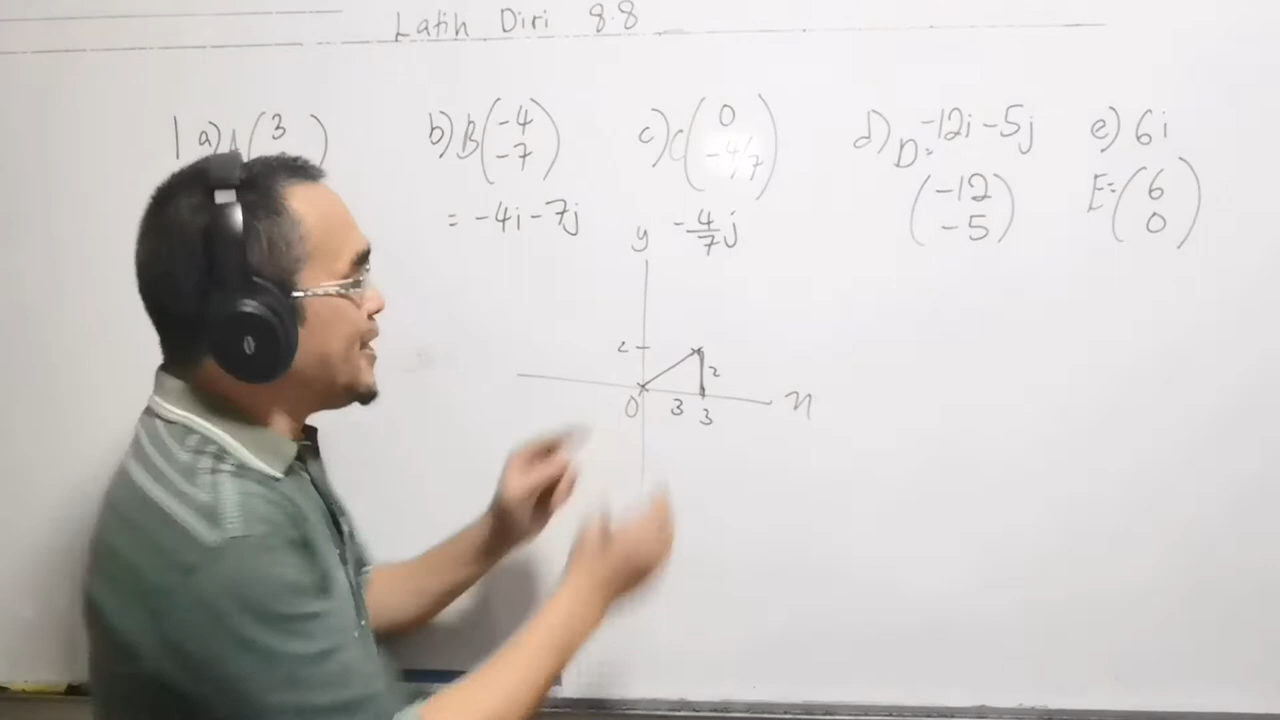 Latih Diri 8.8
1 a) A ( 3 )
b) B ( -4 -7 )
= -4i - 7j
c) C ( 0 -4/7 )
-4/7 j
d) D = -12i - 5j
( -12 -5 )
e) 6i
E = ( 6 0 )
y
2
2
0 3 3
x